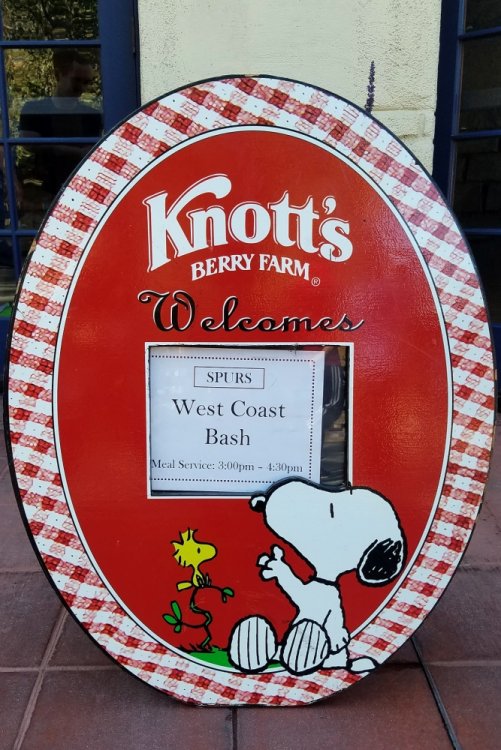 Knott's
BERRY FARM®
Welcomes
SPURS
West Coast
Bash
Meal Service: 3:00pm - 4:30pm